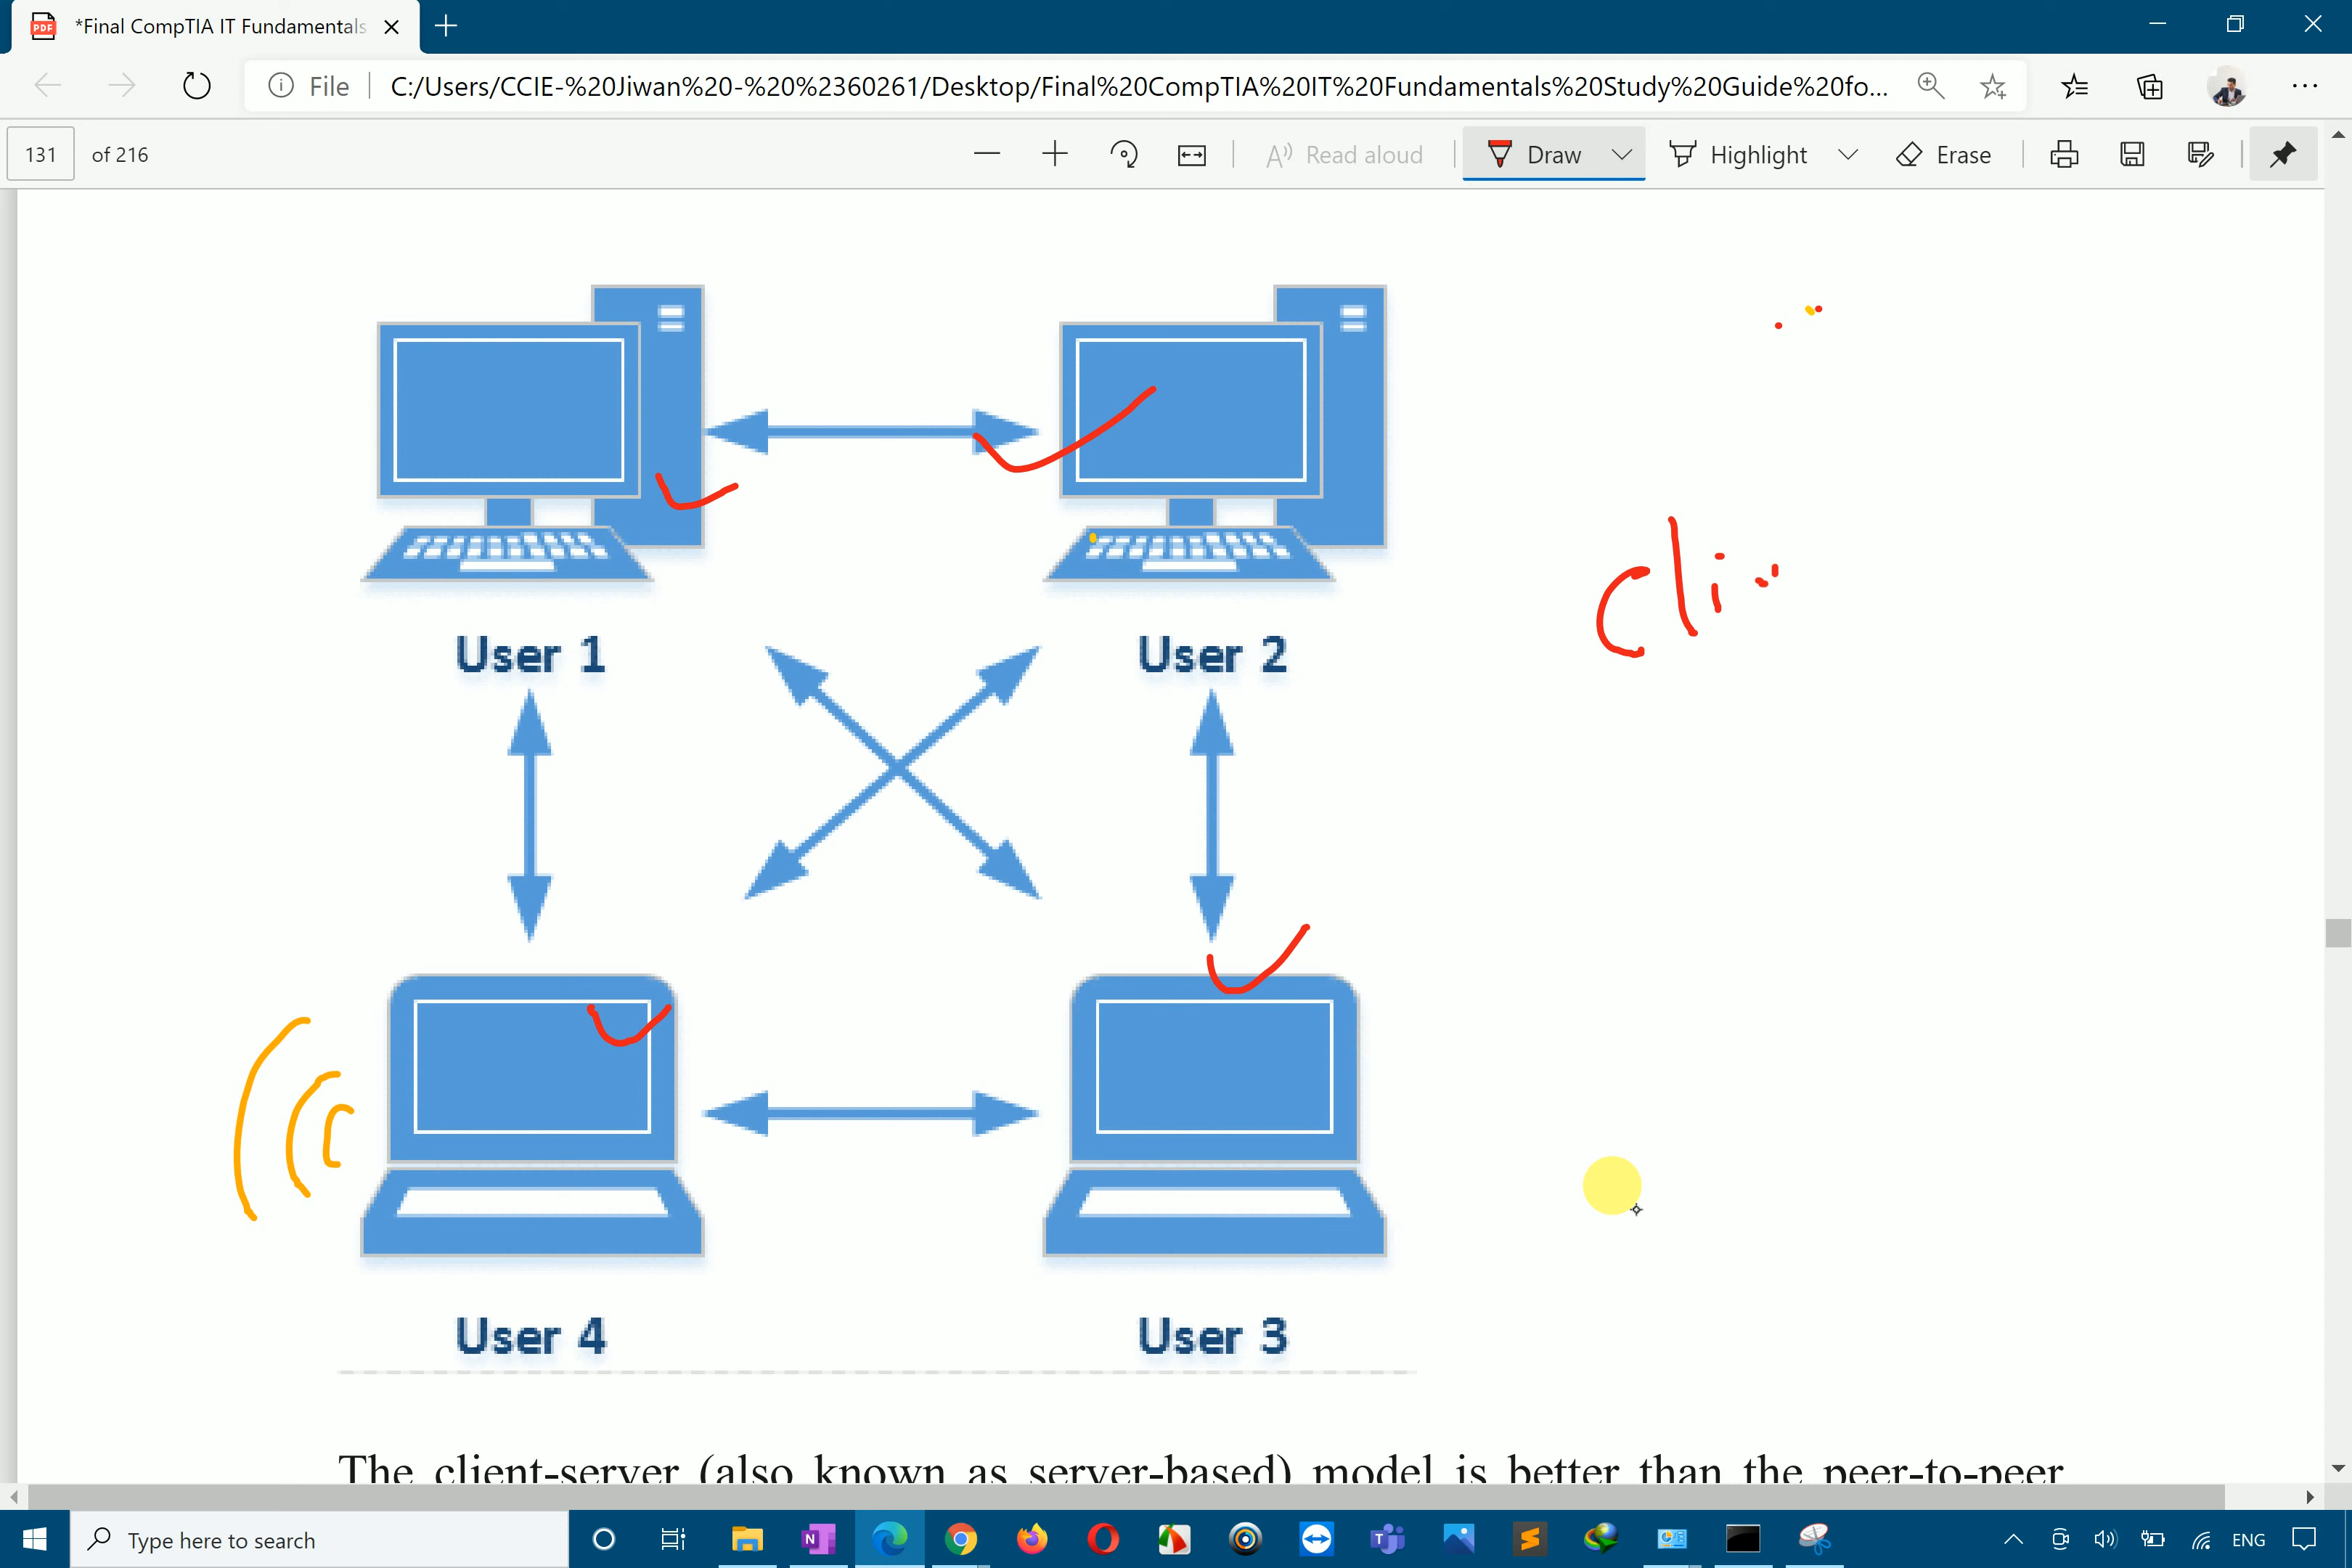 *Final CompTIA IT Fundamentals
File
C:/Users/CCIE-%20Jiwan%20-%20%2360261/Desktop/Final%20CompTIA%20IT%20Fundamentals%20Study%20Guide%20fo...
131 of 216
Read aloud
Draw
Highlight
Erase
Cli
User 1
User 2
User 4
User 3
The client-server (also known as server-based) model is better than the peer-to-peer
Type here to search
ENG